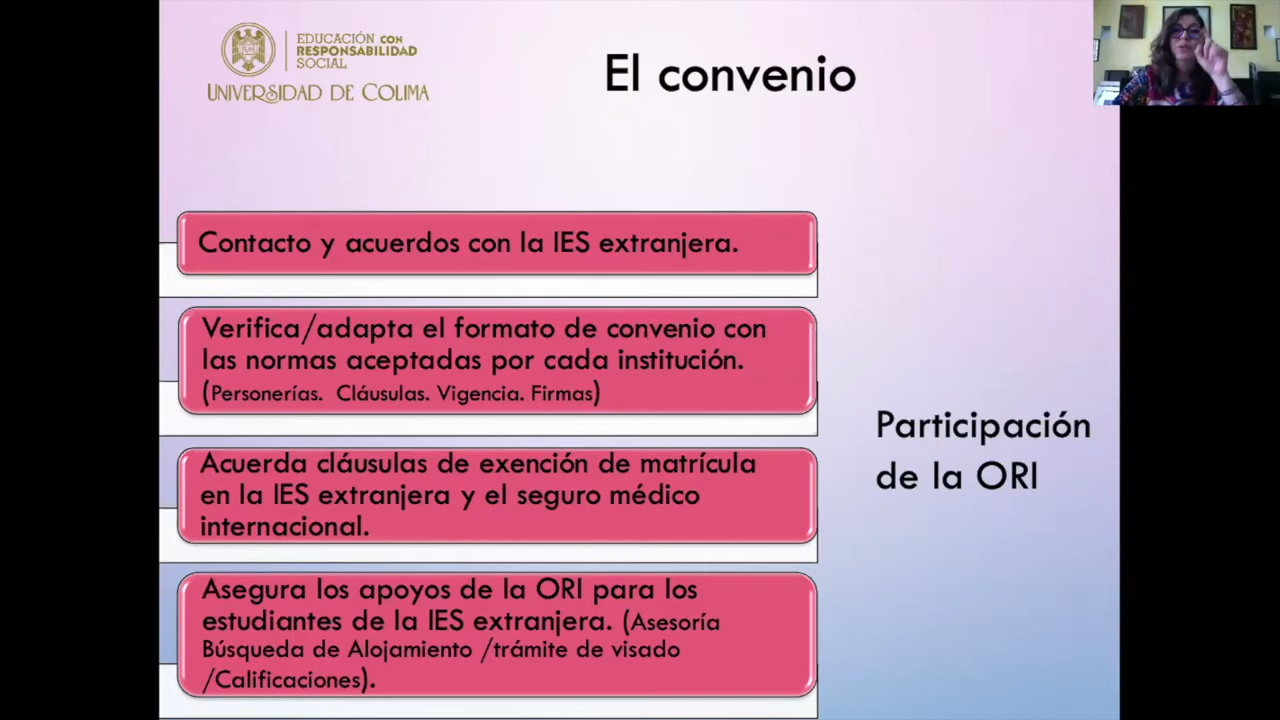 EDUCACIÓN CON
RESPONSABILIDAD
SOCIAL
UNIVERSIDAD DE COLIMA
El convenio
Contacto y acuerdos con la IES extranjera.
Verifica/adapta el formato de convenio con
las normas aceptadas por cada institución.
(Personerías. Cláusulas. Vigencia. Firmas)
Acuerda cláusulas de exención de matrícula
en la IES extranjera y el seguro médico
internacional.
Asegura los apoyos de la ORI para los
estudiantes de la IES extranjera. (Asesoría
Búsqueda de Alojamiento /trámite de visado
/Calificaciones).
Participación
de la ORI